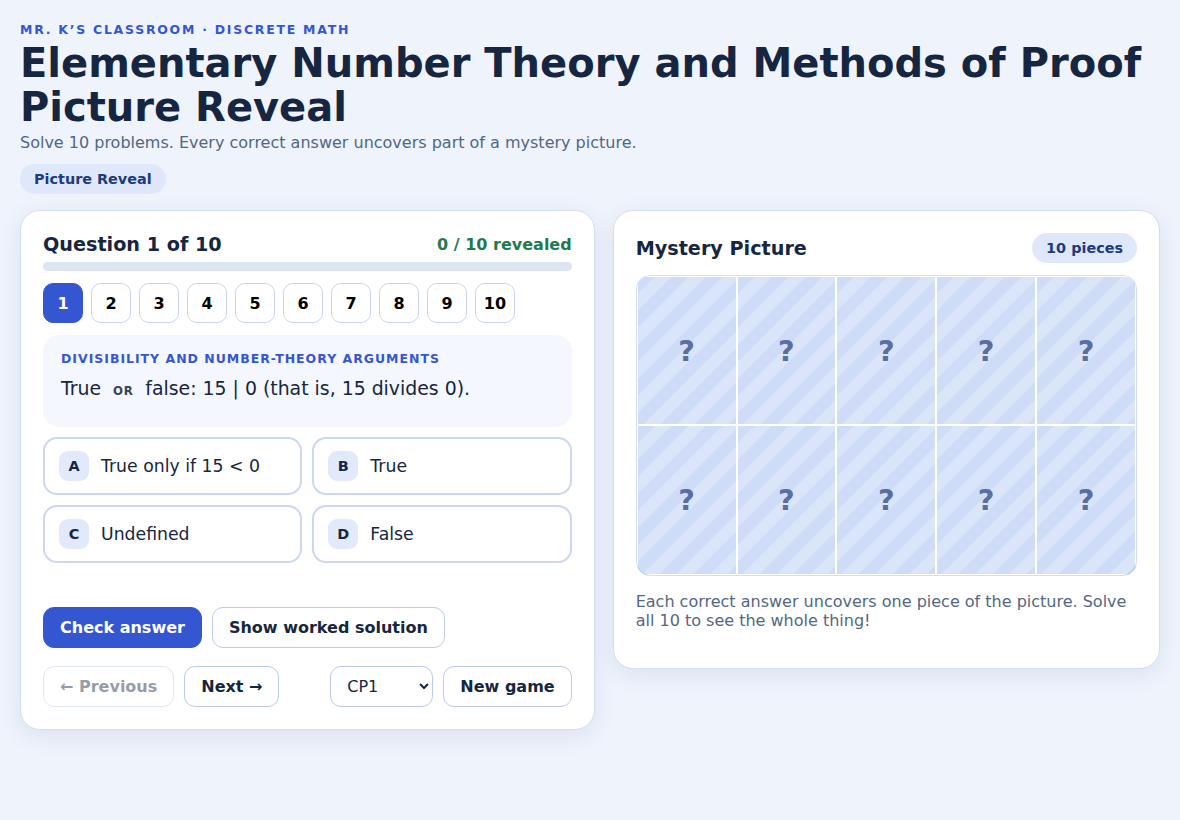 MR. K’S CLASSROOM · DISCRETE MATH
Elementary Number Theory and Methods of Proof
Picture Reveal
Solve 10 problems. Every correct answer uncovers part of a mystery picture.
Picture Reveal
Question 1 of 10
0 / 10 revealed
1 2 3 4 5 6 7 8 9 10
DIVISIBILITY AND NUMBER-THEORY ARGUMENTS
True OR false: 15 | 0 (that is, 15 divides 0).
A True only if 15 < 0
B True
C Undefined
D False
Check answer
Show worked solution
← Previous
Next →
CP1
New game
Mystery Picture
10 pieces
? ? ? ? ?
? ? ? ? ?
Each correct answer uncovers one piece of the picture. Solve
all 10 to see the whole thing!